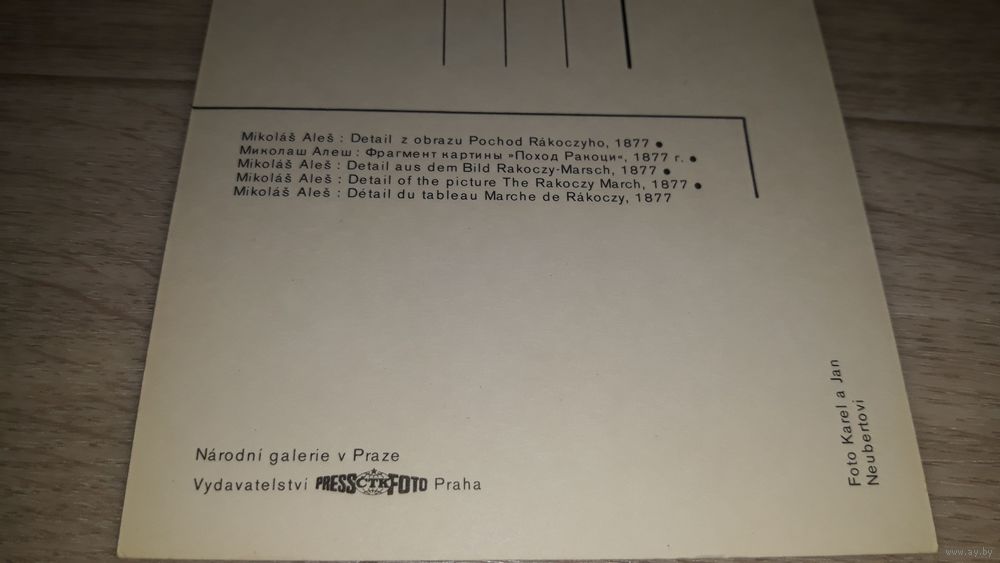 Mikoláš Aleš : Detail z obrazu Pochod Rákoczyho, 1877 ●
Миколаш Алеш : Фрагмент картины »Поход Ракоци«, 1877 г. ●
Mikoláš Aleš : Detail aus dem Bild Rakoczy-Marsch, 1877 ●
Mikoláš Aleš : Detail of the picture The Rakoczy March, 1877 ●
Mikoláš Aleš : Détail du tableau Marche de Rákoczy, 1877
Foto Karel a Jan
Neubertovi
Národní galerie v Praze
Vydavatelství PRESS ČTK FOTO Praha
www.ay.by